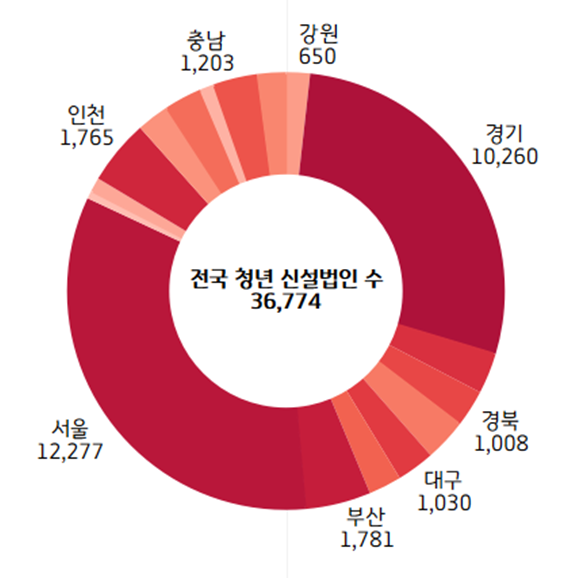 강원
650
경기
10,260
경북
1,008
대구
1,030
부산
1,781
서울
12,277
인천
1,765
충남
1,203
전국 청년 신설법인 수
36,774